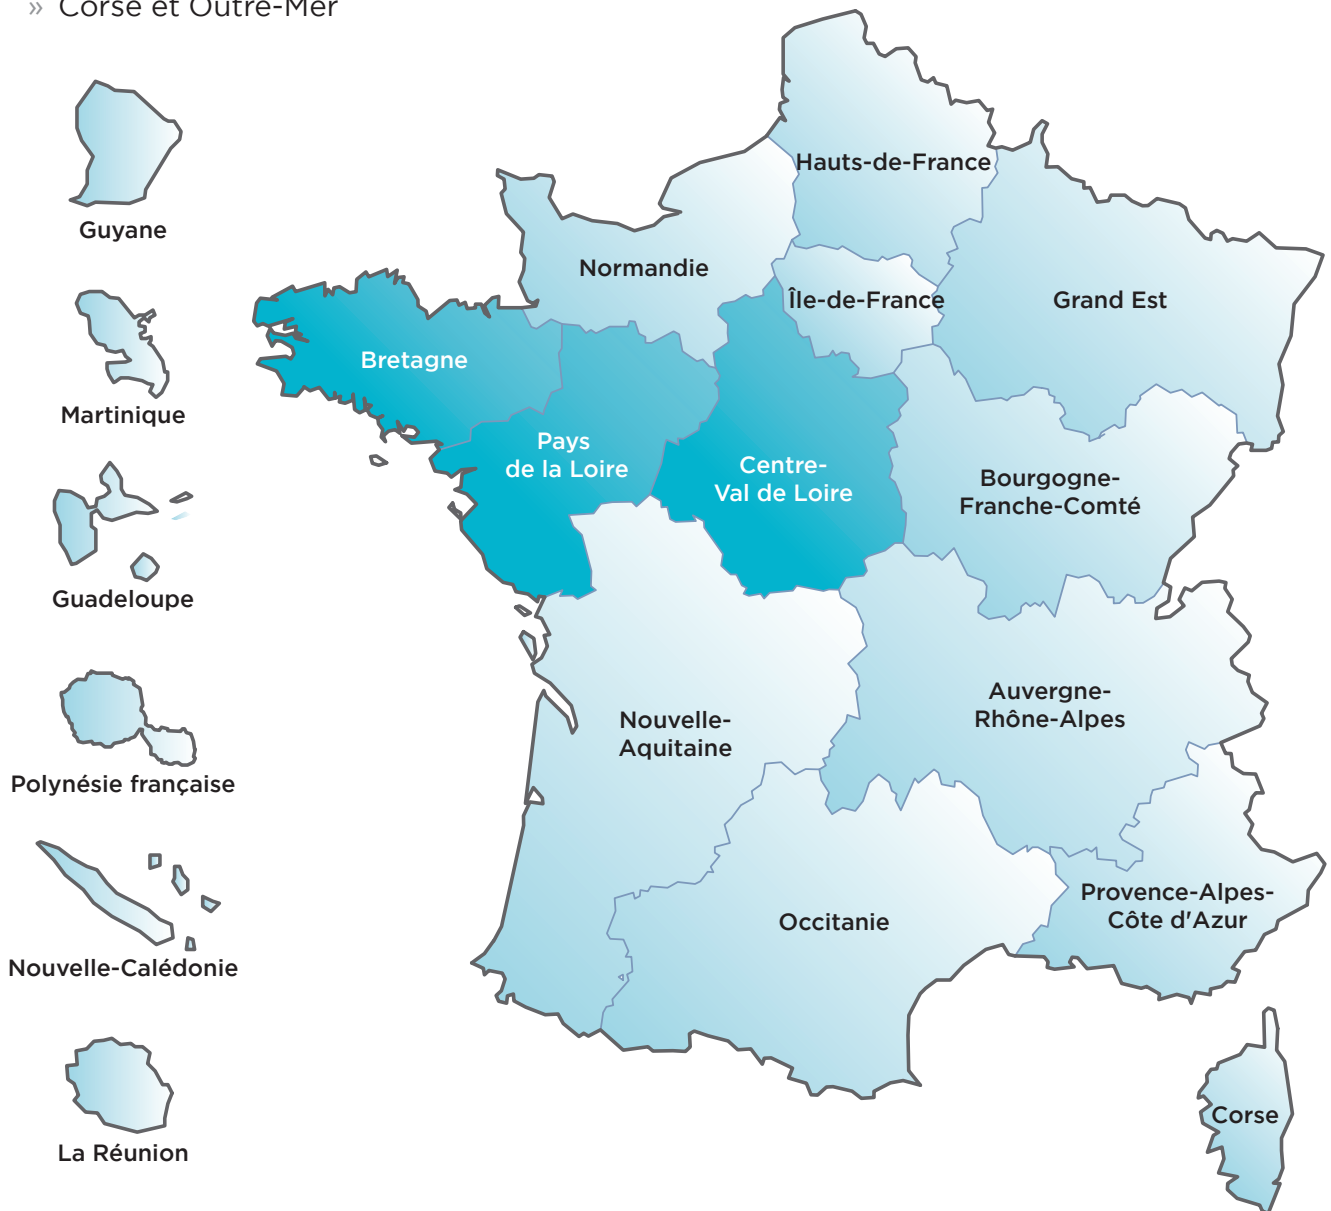 » Corse et Outre-Mer
Guyane
Martinique
Guadeloupe
Polynésie française
Nouvelle-Calédonie
La Réunion
Hauts-de-France
Normandie
Île-de-France
Grand Est
Bretagne
Pays
de la Loire
Centre-
Val de Loire
Bourgogne-
Franche-Comté
Auvergne-
Rhône-Alpes
Nouvelle-
Aquitaine
Occitanie
Provence-Alpes-
Côte d'Azur
Corse